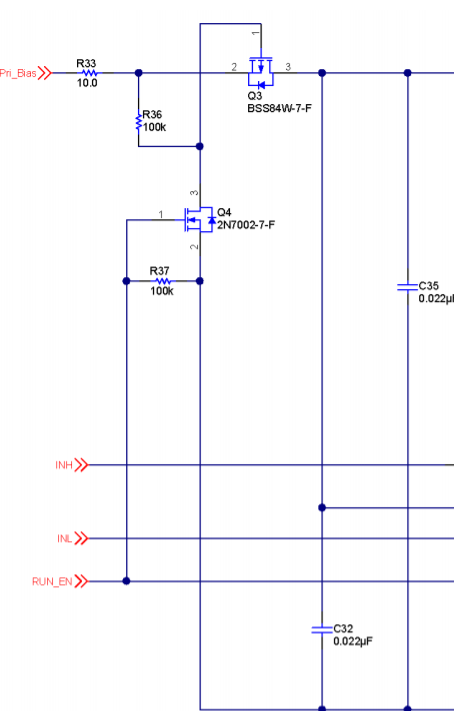 1
Pri_Bias
R33
10.0
2
3
Q3
BSS84W-7-F
R36
100k
3
1
Q4
2N7002-7-F
2
R37
100k
C35
0.022µ
INH
INL
RUN_EN
C32
0.022µF